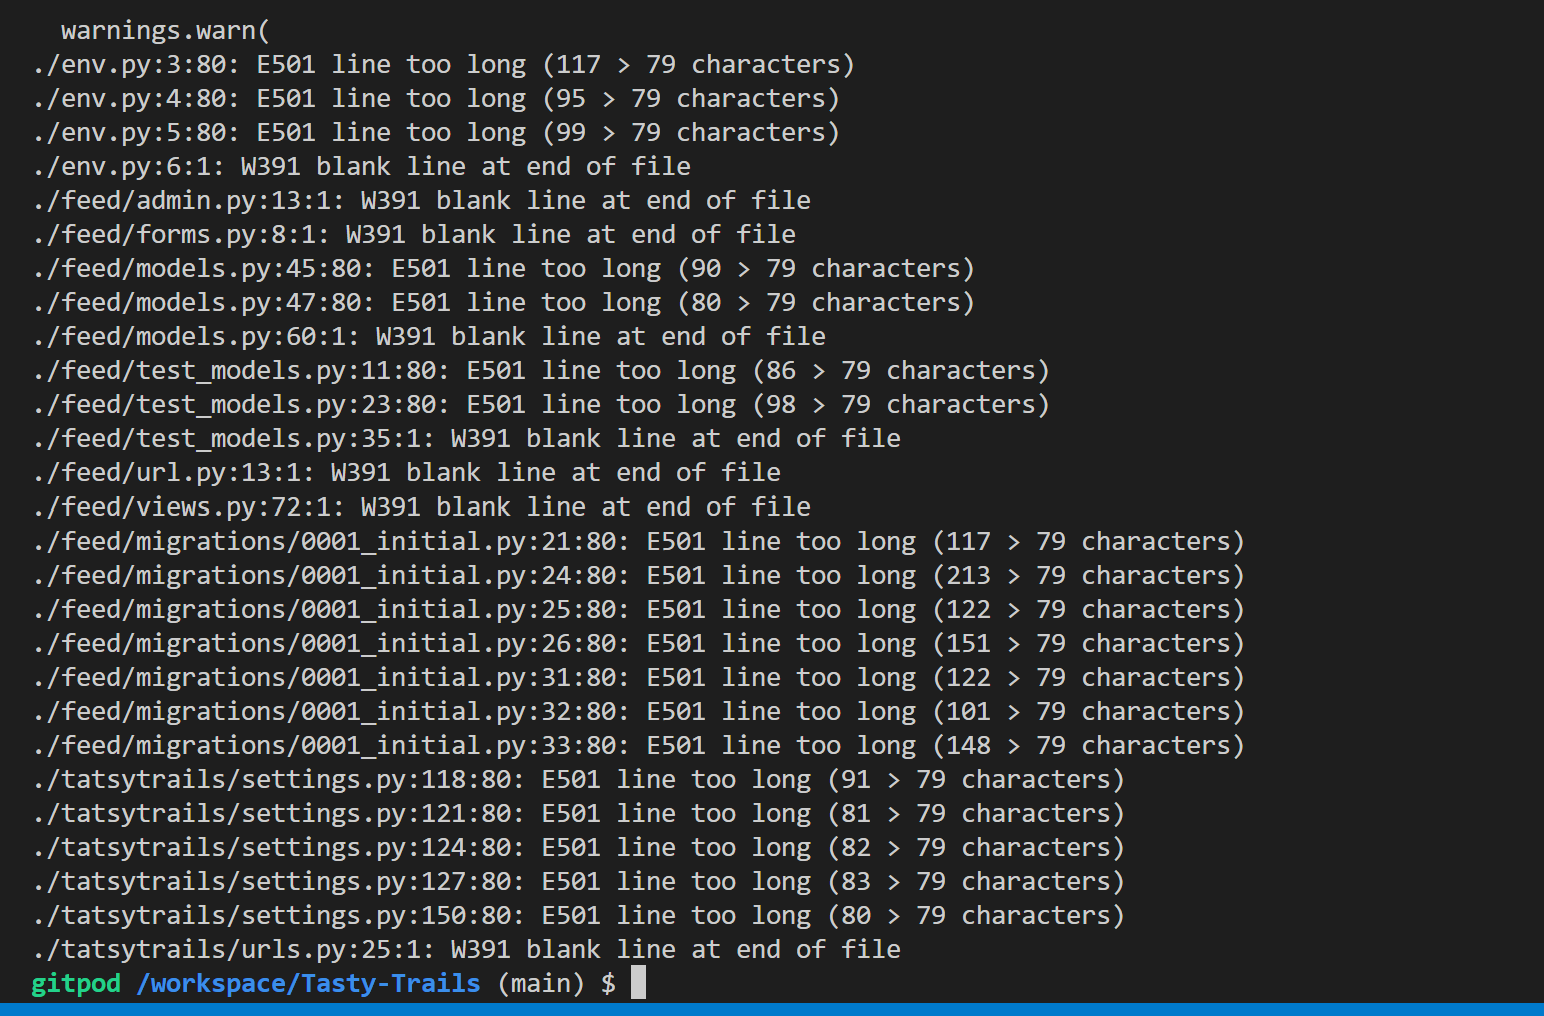 warnings.warn(
./env.py:3:80: E501 line too long (117 > 79 characters)
./env.py:4:80: E501 line too long (95 > 79 characters)
./env.py:5:80: E501 line too long (99 > 79 characters)
./env.py:6:1: W391 blank line at end of file
./feed/admin.py:13:1: W391 blank line at end of file
./feed/forms.py:8:1: W391 blank line at end of file
./feed/models.py:45:80: E501 line too long (90 > 79 characters)
./feed/models.py:47:80: E501 line too long (80 > 79 characters)
./feed/models.py:60:1: W391 blank line at end of file
./feed/test_models.py:11:80: E501 line too long (86 > 79 characters)
./feed/test_models.py:23:80: E501 line too long (98 > 79 characters)
./feed/test_models.py:35:1: W391 blank line at end of file
./feed/url.py:13:1: W391 blank line at end of file
./feed/views.py:72:1: W391 blank line at end of file
./feed/migrations/0001_initial.py:21:80: E501 line too long (117 > 79 characters)
./feed/migrations/0001_initial.py:24:80: E501 line too long (213 > 79 characters)
./feed/migrations/0001_initial.py:25:80: E501 line too long (122 > 79 characters)
./feed/migrations/0001_initial.py:26:80: E501 line too long (151 > 79 characters)
./feed/migrations/0001_initial.py:31:80: E501 line too long (122 > 79 characters)
./feed/migrations/0001_initial.py:32:80: E501 line too long (101 > 79 characters)
./feed/migrations/0001_initial.py:33:80: E501 line too long (148 > 79 characters)
./tatsytrails/settings.py:118:80: E501 line too long (91 > 79 characters)
./tatsytrails/settings.py:121:80: E501 line too long (81 > 79 characters)
./tatsytrails/settings.py:124:80: E501 line too long (82 > 79 characters)
./tatsytrails/settings.py:127:80: E501 line too long (83 > 79 characters)
./tatsytrails/settings.py:150:80: E501 line too long (80 > 79 characters)
./tatsytrails/urls.py:25:1: W391 blank line at end of file
gitpod /workspace/Tasty-Trails (main) $